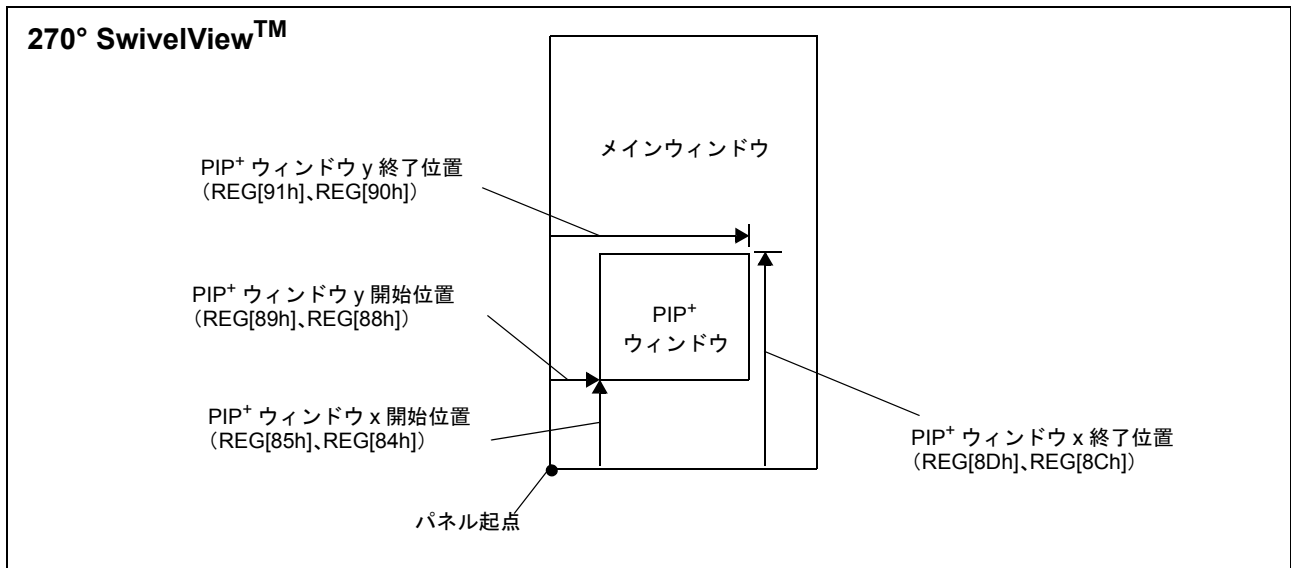 270° SwivelViewTM
メインウィンドウ
PIP+ ウィンドウ y 終了位置
（REG[91h]、REG[90h]）
PIP+ ウィンドウ y 開始位置
（REG[89h]、REG[88h]）
PIP+
ウィンドウ
PIP+ ウィンドウ x 開始位置
（REG[85h]、REG[84h]）
PIP+ ウィンドウ x 終了位置
（REG[8Dh]、REG[8Ch]）
パネル起点